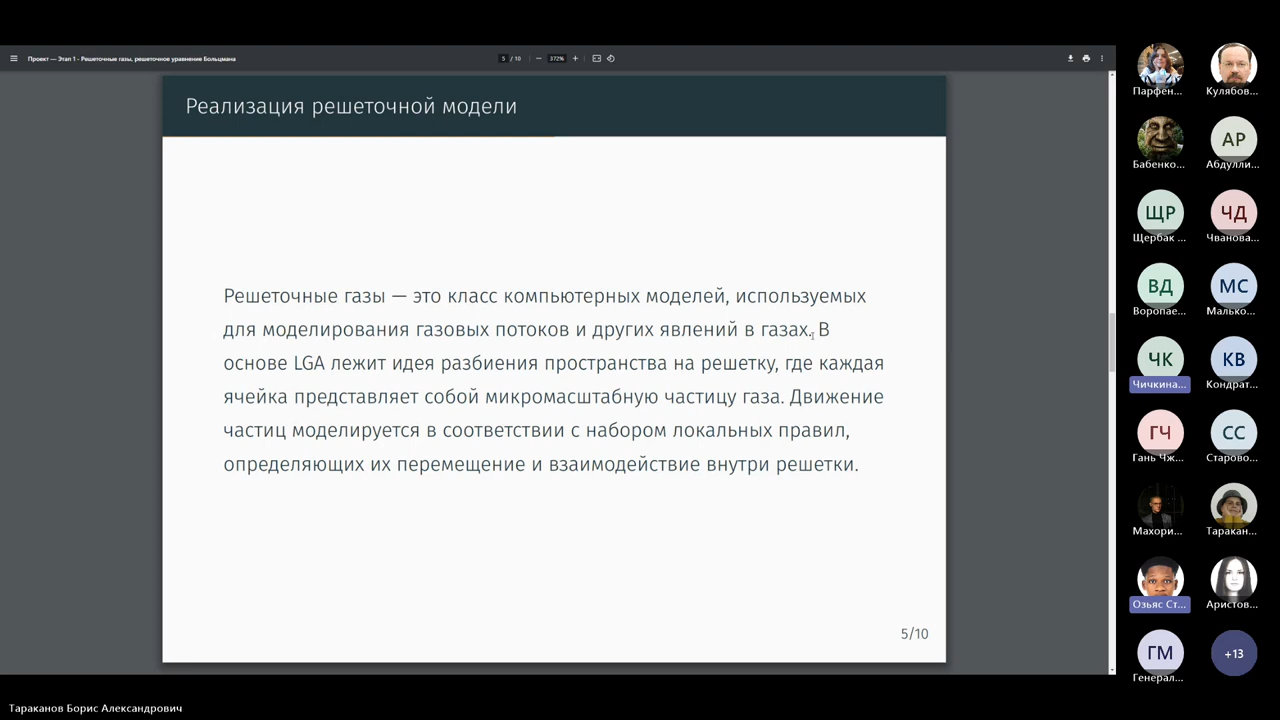 Проект — Этап 1 - Решеточные газы, решеточное уравнение Больцмана
5 / 10
372%
Реализация решеточной модели
Решеточные газы — это класс компьютерных моделей, используемых
для моделирования газовых потоков и других явлений в газах. В
основе LGA лежит идея разбиения пространства на решетку, где каждая
ячейка представляет собой микромасштабную частицу газа. Движение
частиц моделируется в соответствии с набором локальных правил,
определяющих их перемещение и взаимодействие внутри решетки.
5/10
Парфен...
Кулябов...
Бабенко...
АР
Абдулли...
ЩР
Щербак ...
ЧД
Чванова...
ВД
Воропае...
МС
Малько...
ЧК
Чичкина...
КВ
Кондрат...
ГЧ
Гань Чж...
СС
Старово...
Махори...
Таракан...
Озьяс Ст...
Аристов...
ГМ
Генерал...
+13
Тараканов Борис Александрович